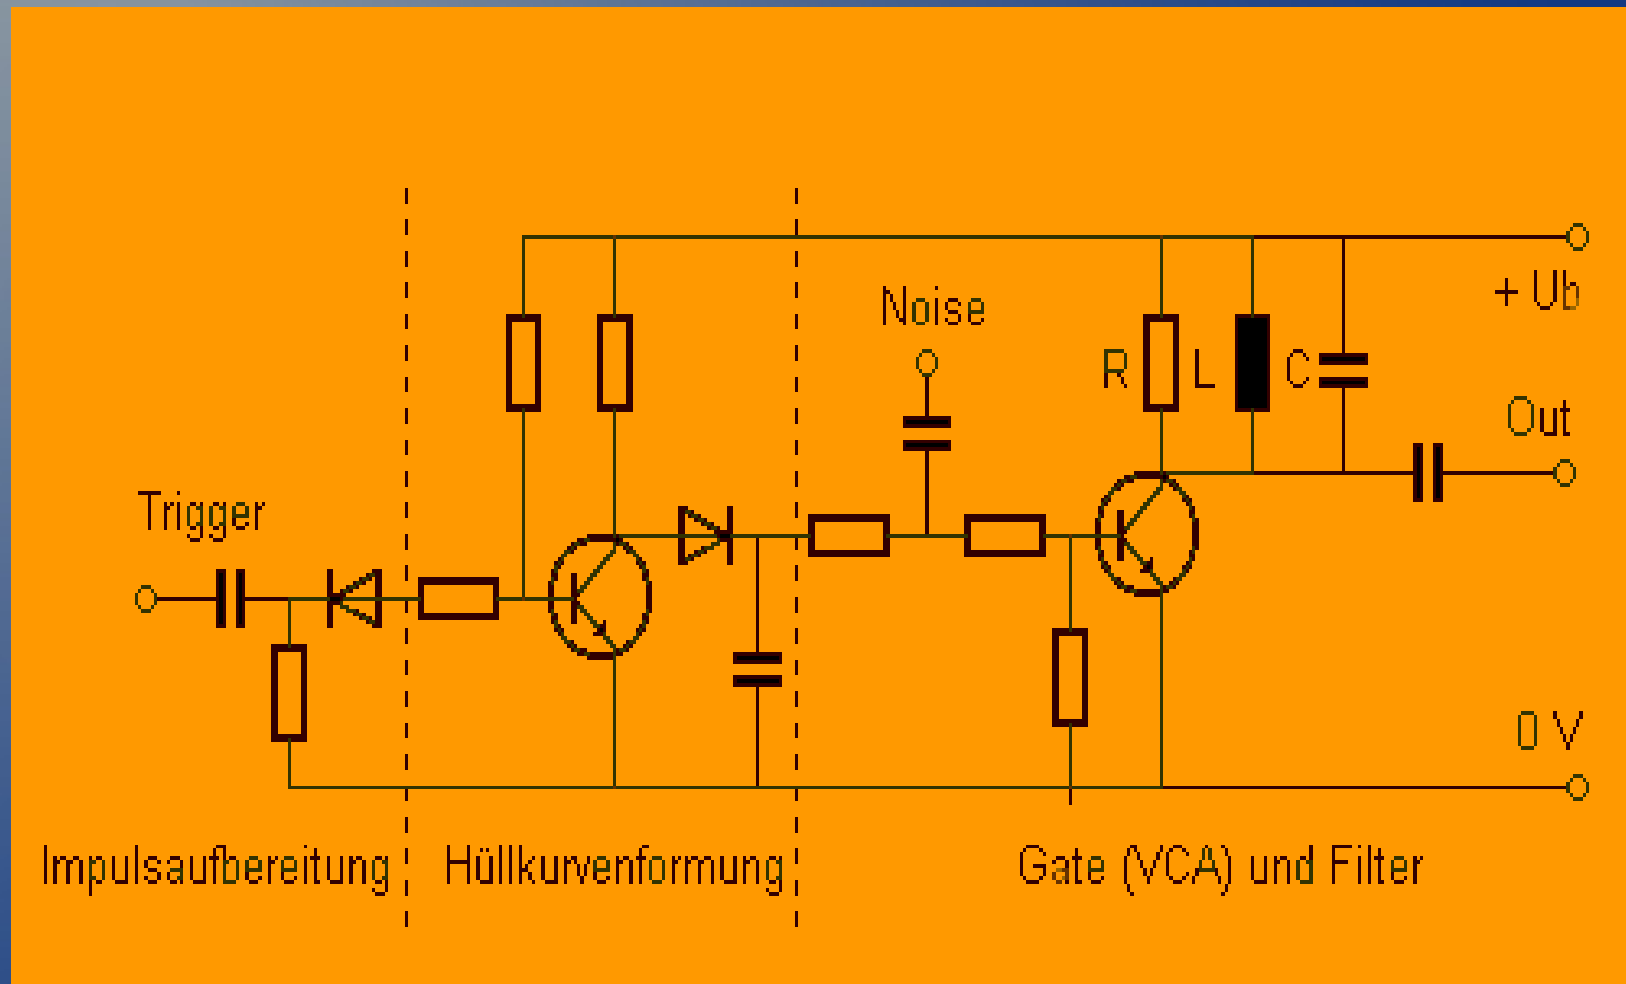 Noise
+ Ub
R
L
C
Out
Trigger
0 V
Impulsaufbereitung
Hüllkurvenformung
Gate (VCA) und Filter